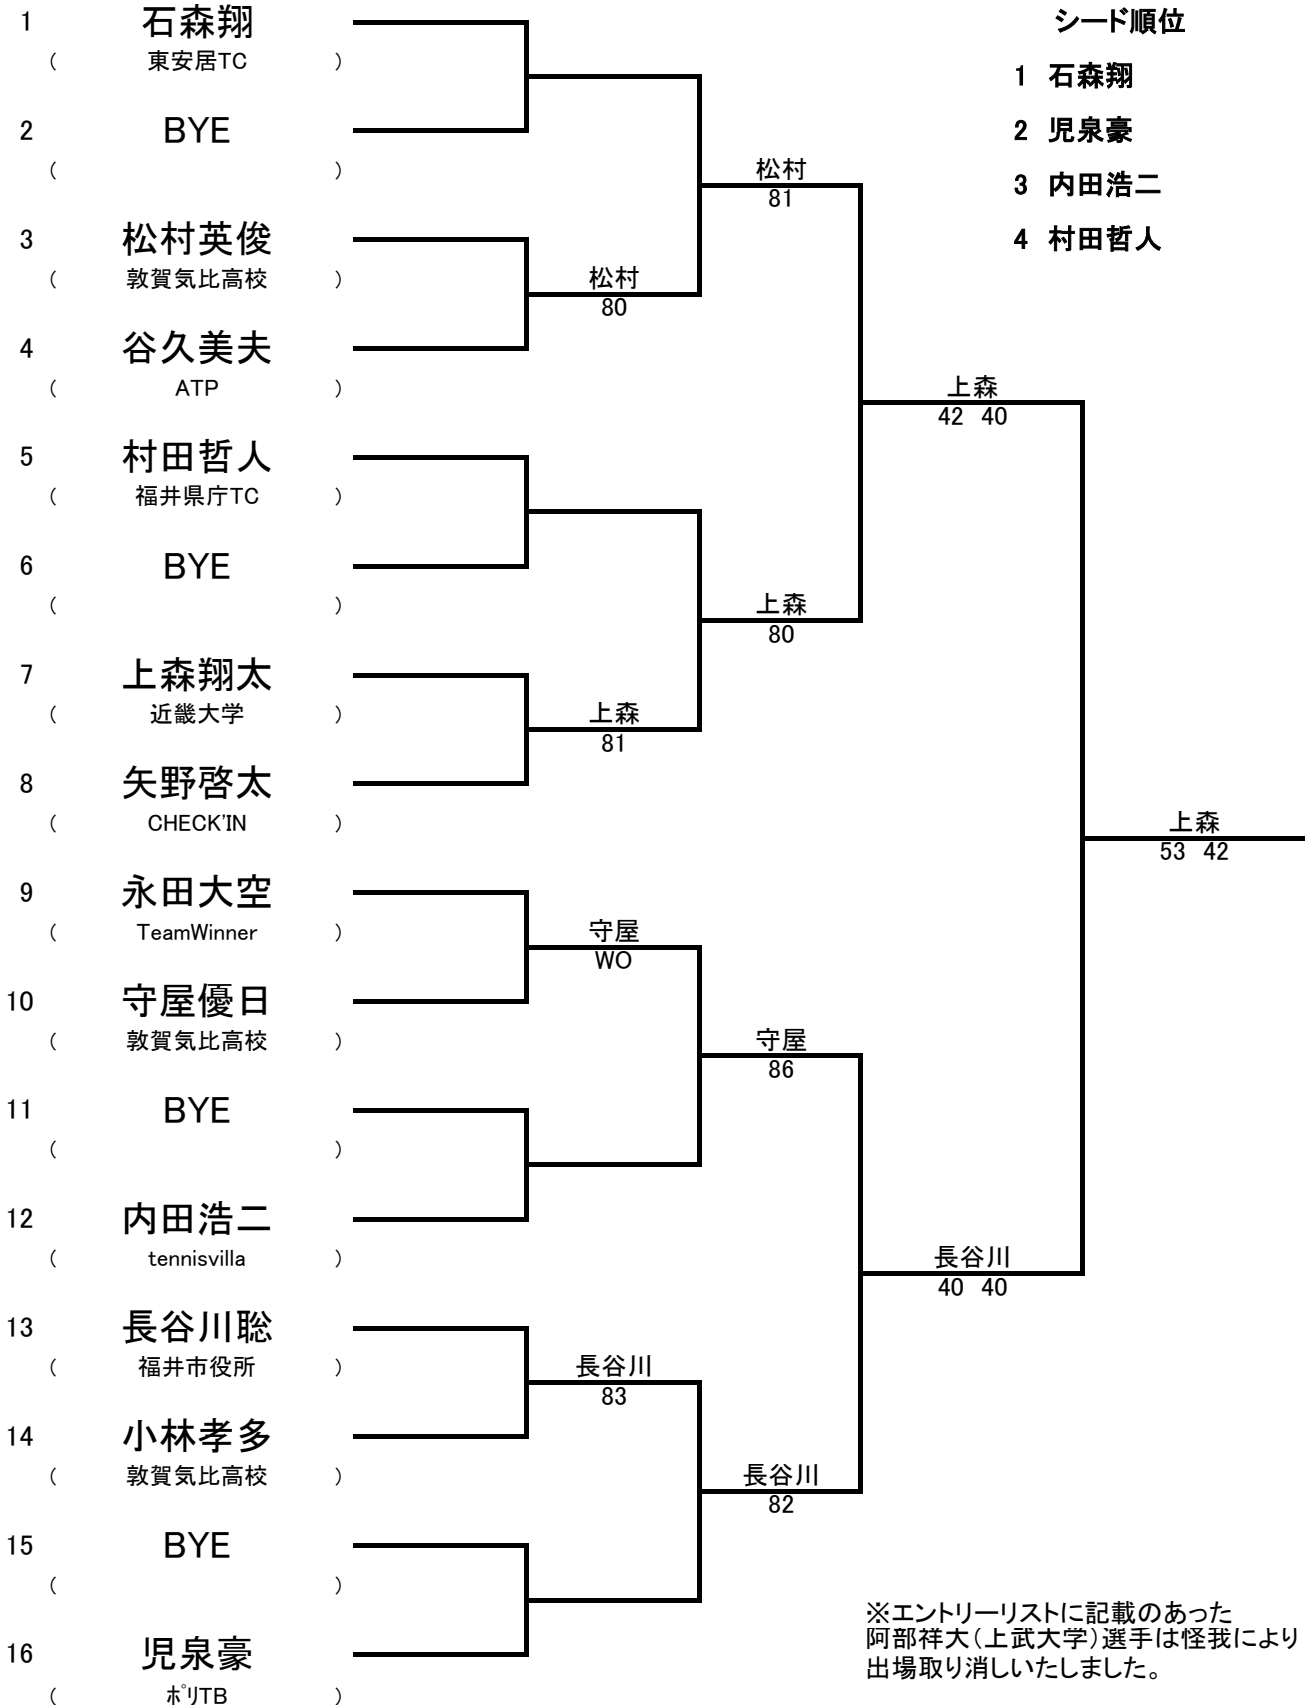 1 石森翔
( 東安居TC )
2 BYE
( )
3 松村英俊
( 敦賀気比高校 )
4 谷久美夫
( ATP )
5 村田哲人
( 福井県庁TC )
6 BYE
( )
7 上森翔太
( 近畿大学 )
8 矢野啓太
( CHECK'IN )
9 永田大空
( TeamWinner )
10 守屋優日
( 敦賀気比高校 )
11 BYE
( )
12 内田浩二
( tennisvilla )
13 長谷川聡
( 福井市役所 )
14 小林孝多
( 敦賀気比高校 )
15 BYE
( )
16 児泉豪
( ﾎﾟﾘTB )
松村
80
上森
81
守屋
WO
長谷川
83
松村
81
上森
80
守屋
86
長谷川
82
上森
42 40
長谷川
40 40
上森
53 42
シード順位
1 石森翔
2 児泉豪
3 内田浩二
4 村田哲人
※エントリーリストに記載のあった
阿部祥大(上武大学)選手は怪我により
出場取り消しいたしました。